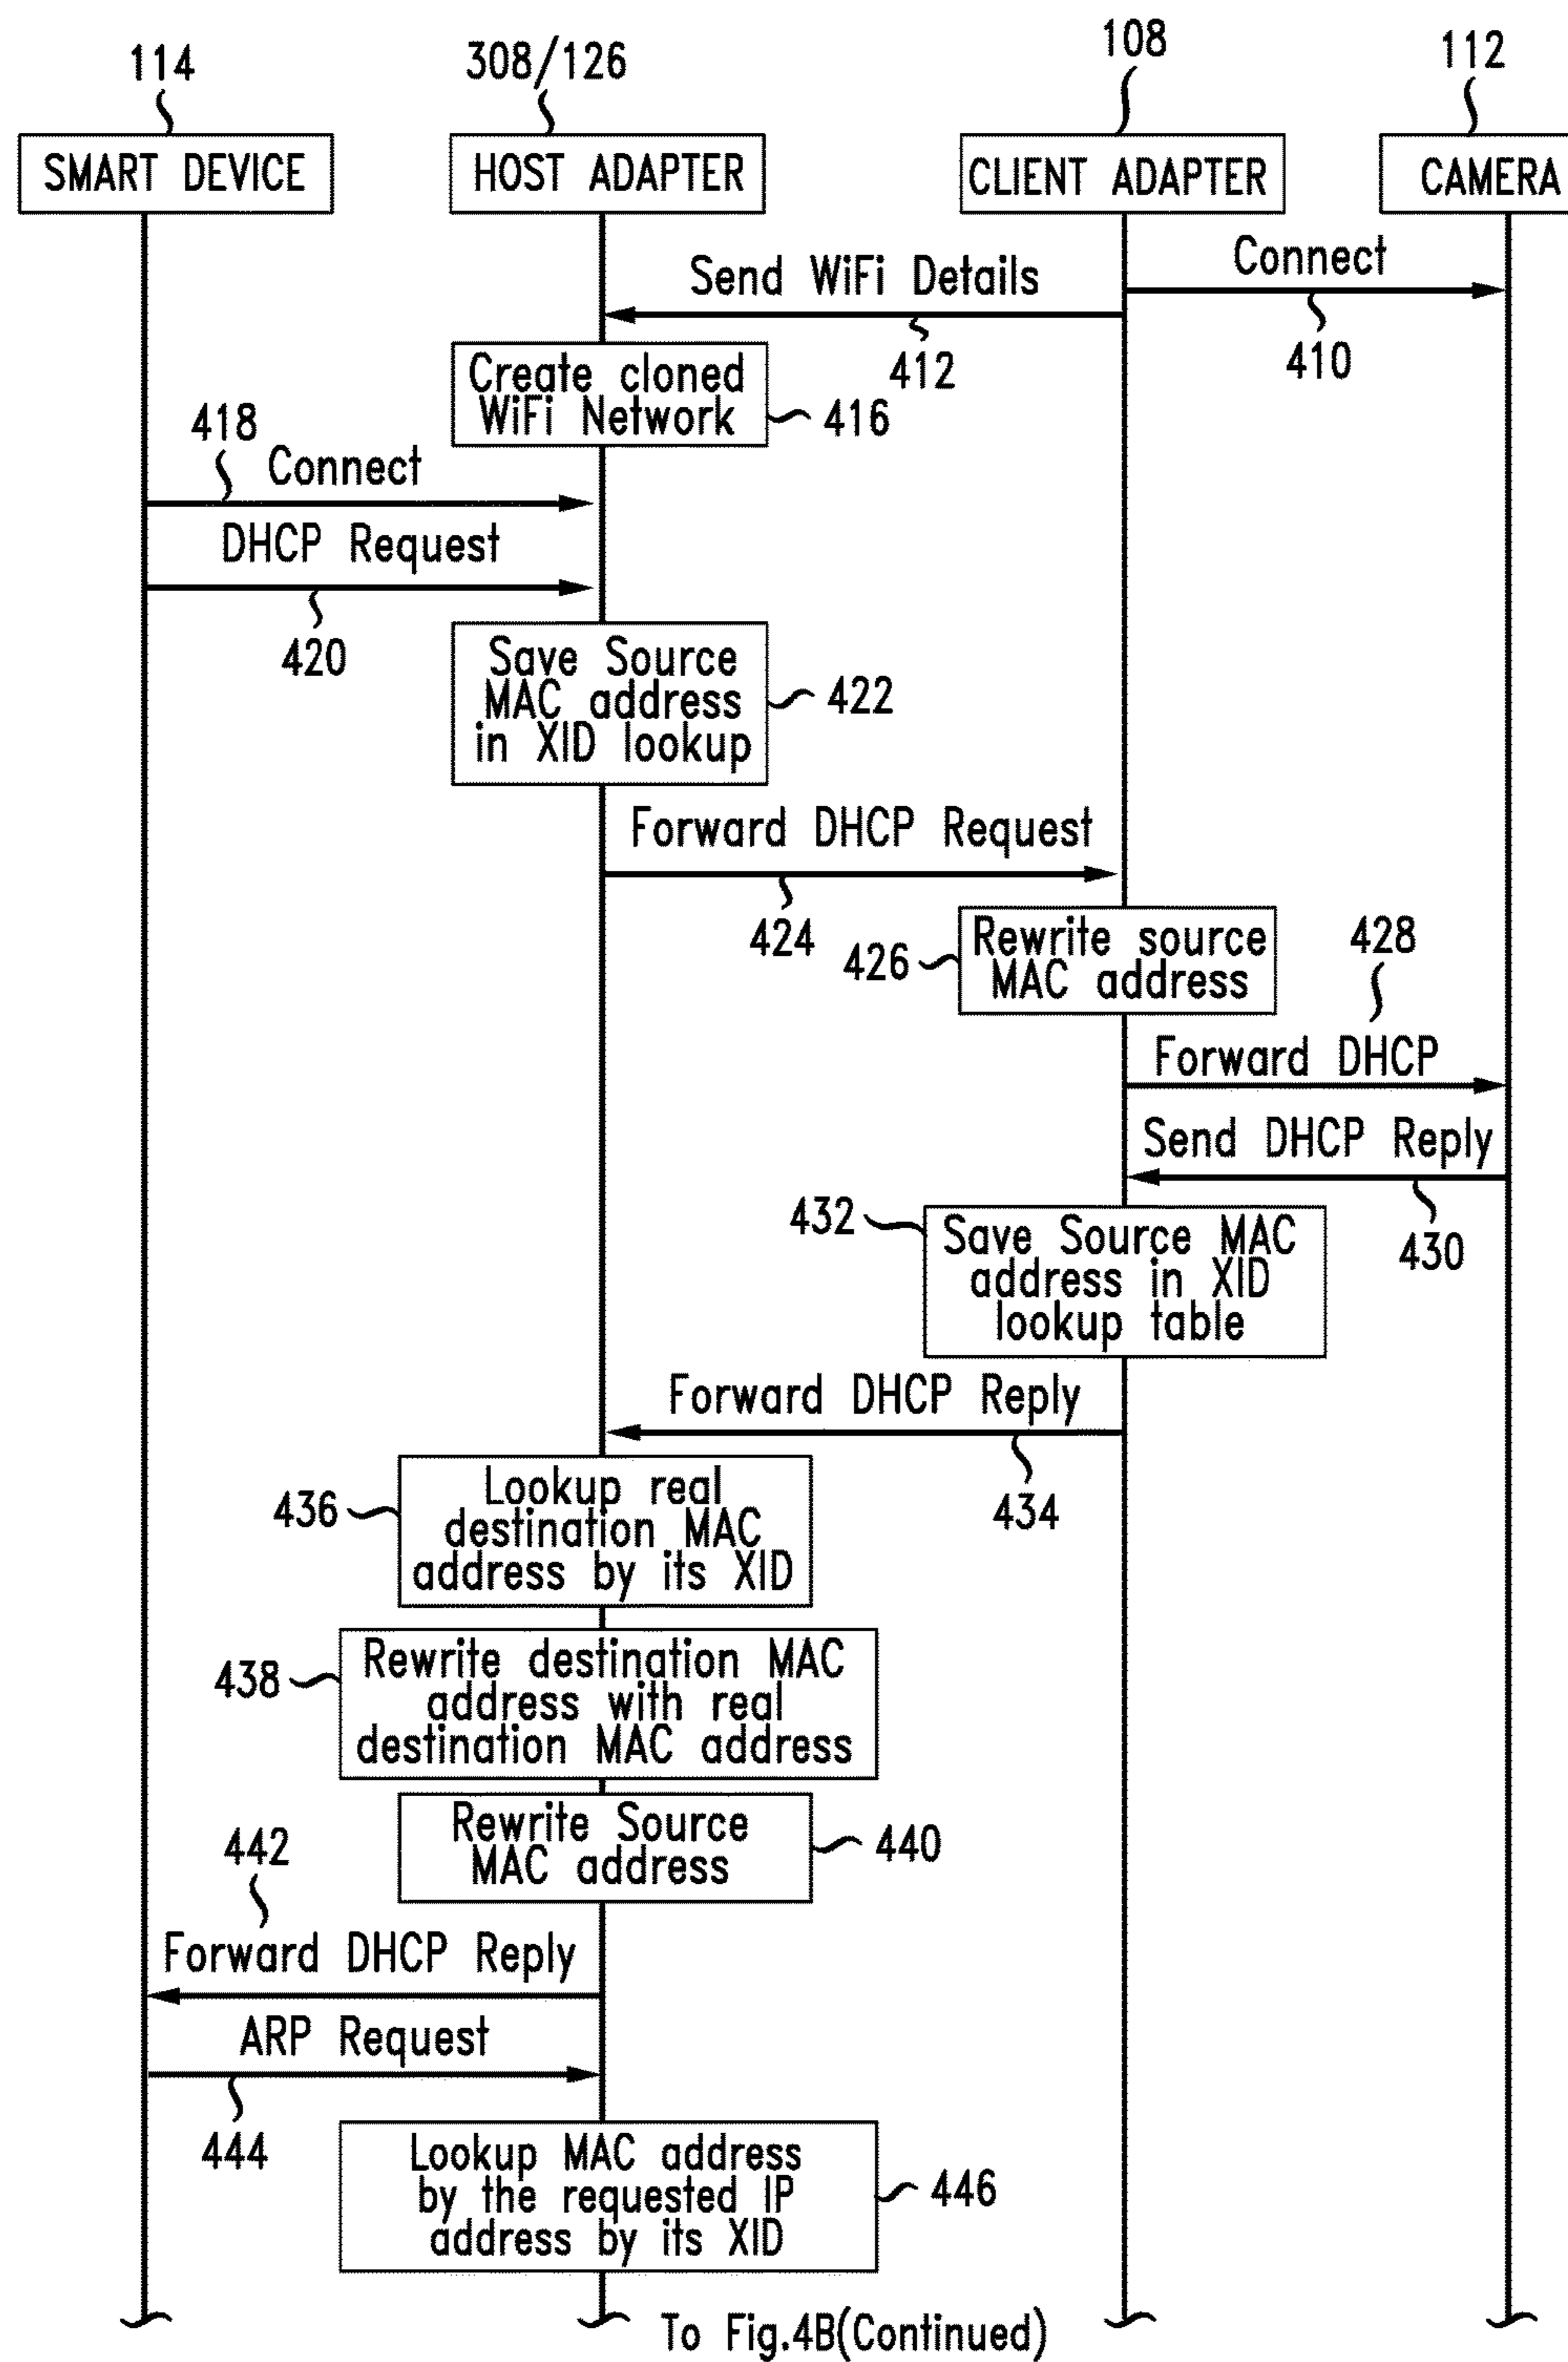 114
308/126
108
112
SMART DEVICE
HOST ADAPTER
CLIENT ADAPTER
CAMERA
Connect
410
Send WiFi Details
412
Create cloned
WiFi Network
416
418
Connect
DHCP Request
420
Save Source
MAC address
in XID lookup
422
Forward DHCP Request
424
Rewrite source
MAC address
426
428
Forward DHCP
Send DHCP Reply
430
432
Save Source MAC
address in XID
lookup table
Forward DHCP Reply
434
436
Lookup real
destination MAC
address by its XID
438
Rewrite destination MAC
address with real
destination MAC address
Rewrite Source
MAC address
440
442
Forward DHCP Reply
ARP Request
444
Lookup MAC address
by the requested IP
address by its XID
446
To Fig.4B(Continued)